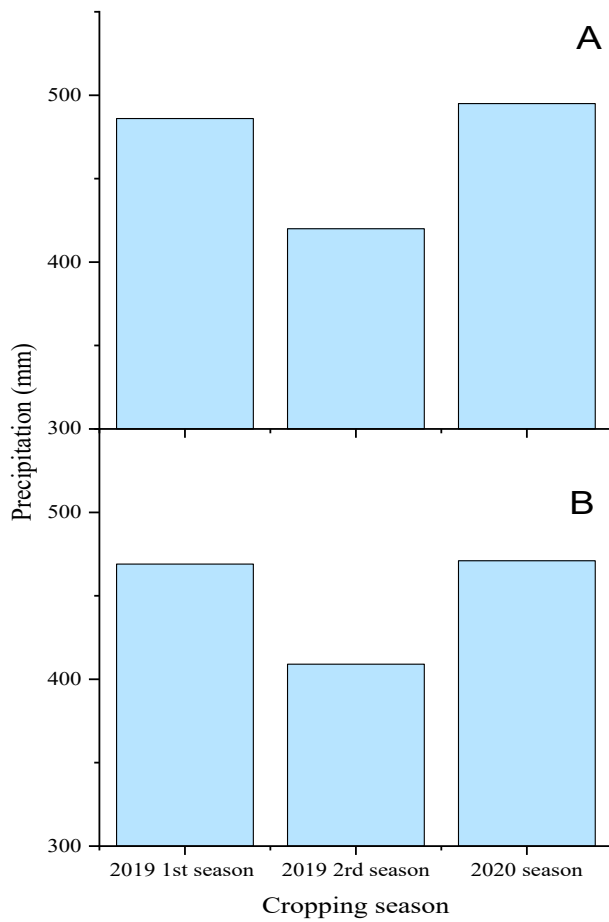 A
500
400
300
Precipitation (mm)
B
500
400
300
2019 1st season 2019 2rd season 2020 season
Cropping season